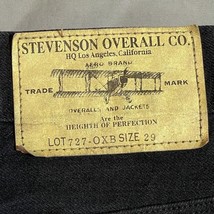 STEVENSON OVERALL CO.
HQ Los Angeles, California
AERO BRAND
TRADE MARK
OVERALLS AND JACKETS
Are the
HEIGHTH OF PERFECTION
LOT 727-OXB SIZE 29